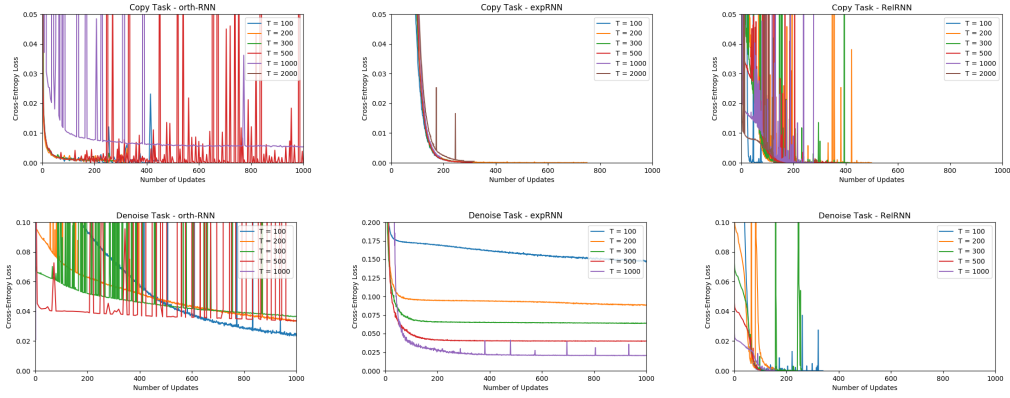 Copy Task - orth-RNN
Cross-Entropy Loss
0.05
0.04
0.03
0.02
0.01
0.00
0 200 400 600 800 1000
Number of Updates
T = 100
T = 200
T = 300
T = 500
T = 1000
T = 2000
Copy Task - expRNN
Cross-Entropy Loss
0.05
0.04
0.03
0.02
0.01
0.00
0 200 400 600 800 1000
Number of Updates
T = 100
T = 200
T = 300
T = 500
T = 1000
T = 2000
Copy Task - RelRNN
Cross-Entropy Loss
0.05
0.04
0.03
0.02
0.01
0.00
0 200 400 600 800 1000
Number of Updates
T = 100
T = 200
T = 300
T = 500
T = 1000
T = 2000
Denoise Task - orth-RNN
Cross-Entropy Loss
0.10
0.08
0.06
0.04
0.02
0.00
0 200 400 600 800 1000
Number of Updates
T = 100
T = 200
T = 300
T = 500
T = 1000
Denoise Task - expRNN
Cross-Entropy Loss
0.200
0.175
0.150
0.125
0.100
0.075
0.050
0.025
0.000
0 200 400 600 800 1000
Number of Updates
T = 100
T = 200
T = 300
T = 500
T = 1000
Denoise Task - RelRNN
Cross-Entropy Loss
0.10
0.08
0.06
0.04
0.02
0.00
0 200 400 600 800 1000
Number of Updates
T = 100
T = 200
T = 300
T = 500
T = 1000